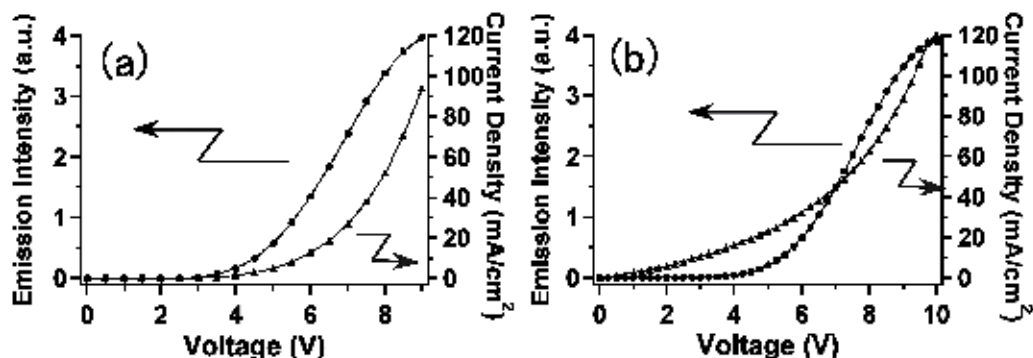 (a)
Emission Intensity (a.u.)
4
3
2
1
0
0 2 4 6 8
Voltage (V)
120
100
80
60
40
20
0
Current Density (mA/cm²)
(b)
Emission Intensity (a.u.)
4
3
2
1
0
0 2 4 6 8 10
Voltage (V)
120
100
80
60
40
20
0
Current Density (mA/cm²)